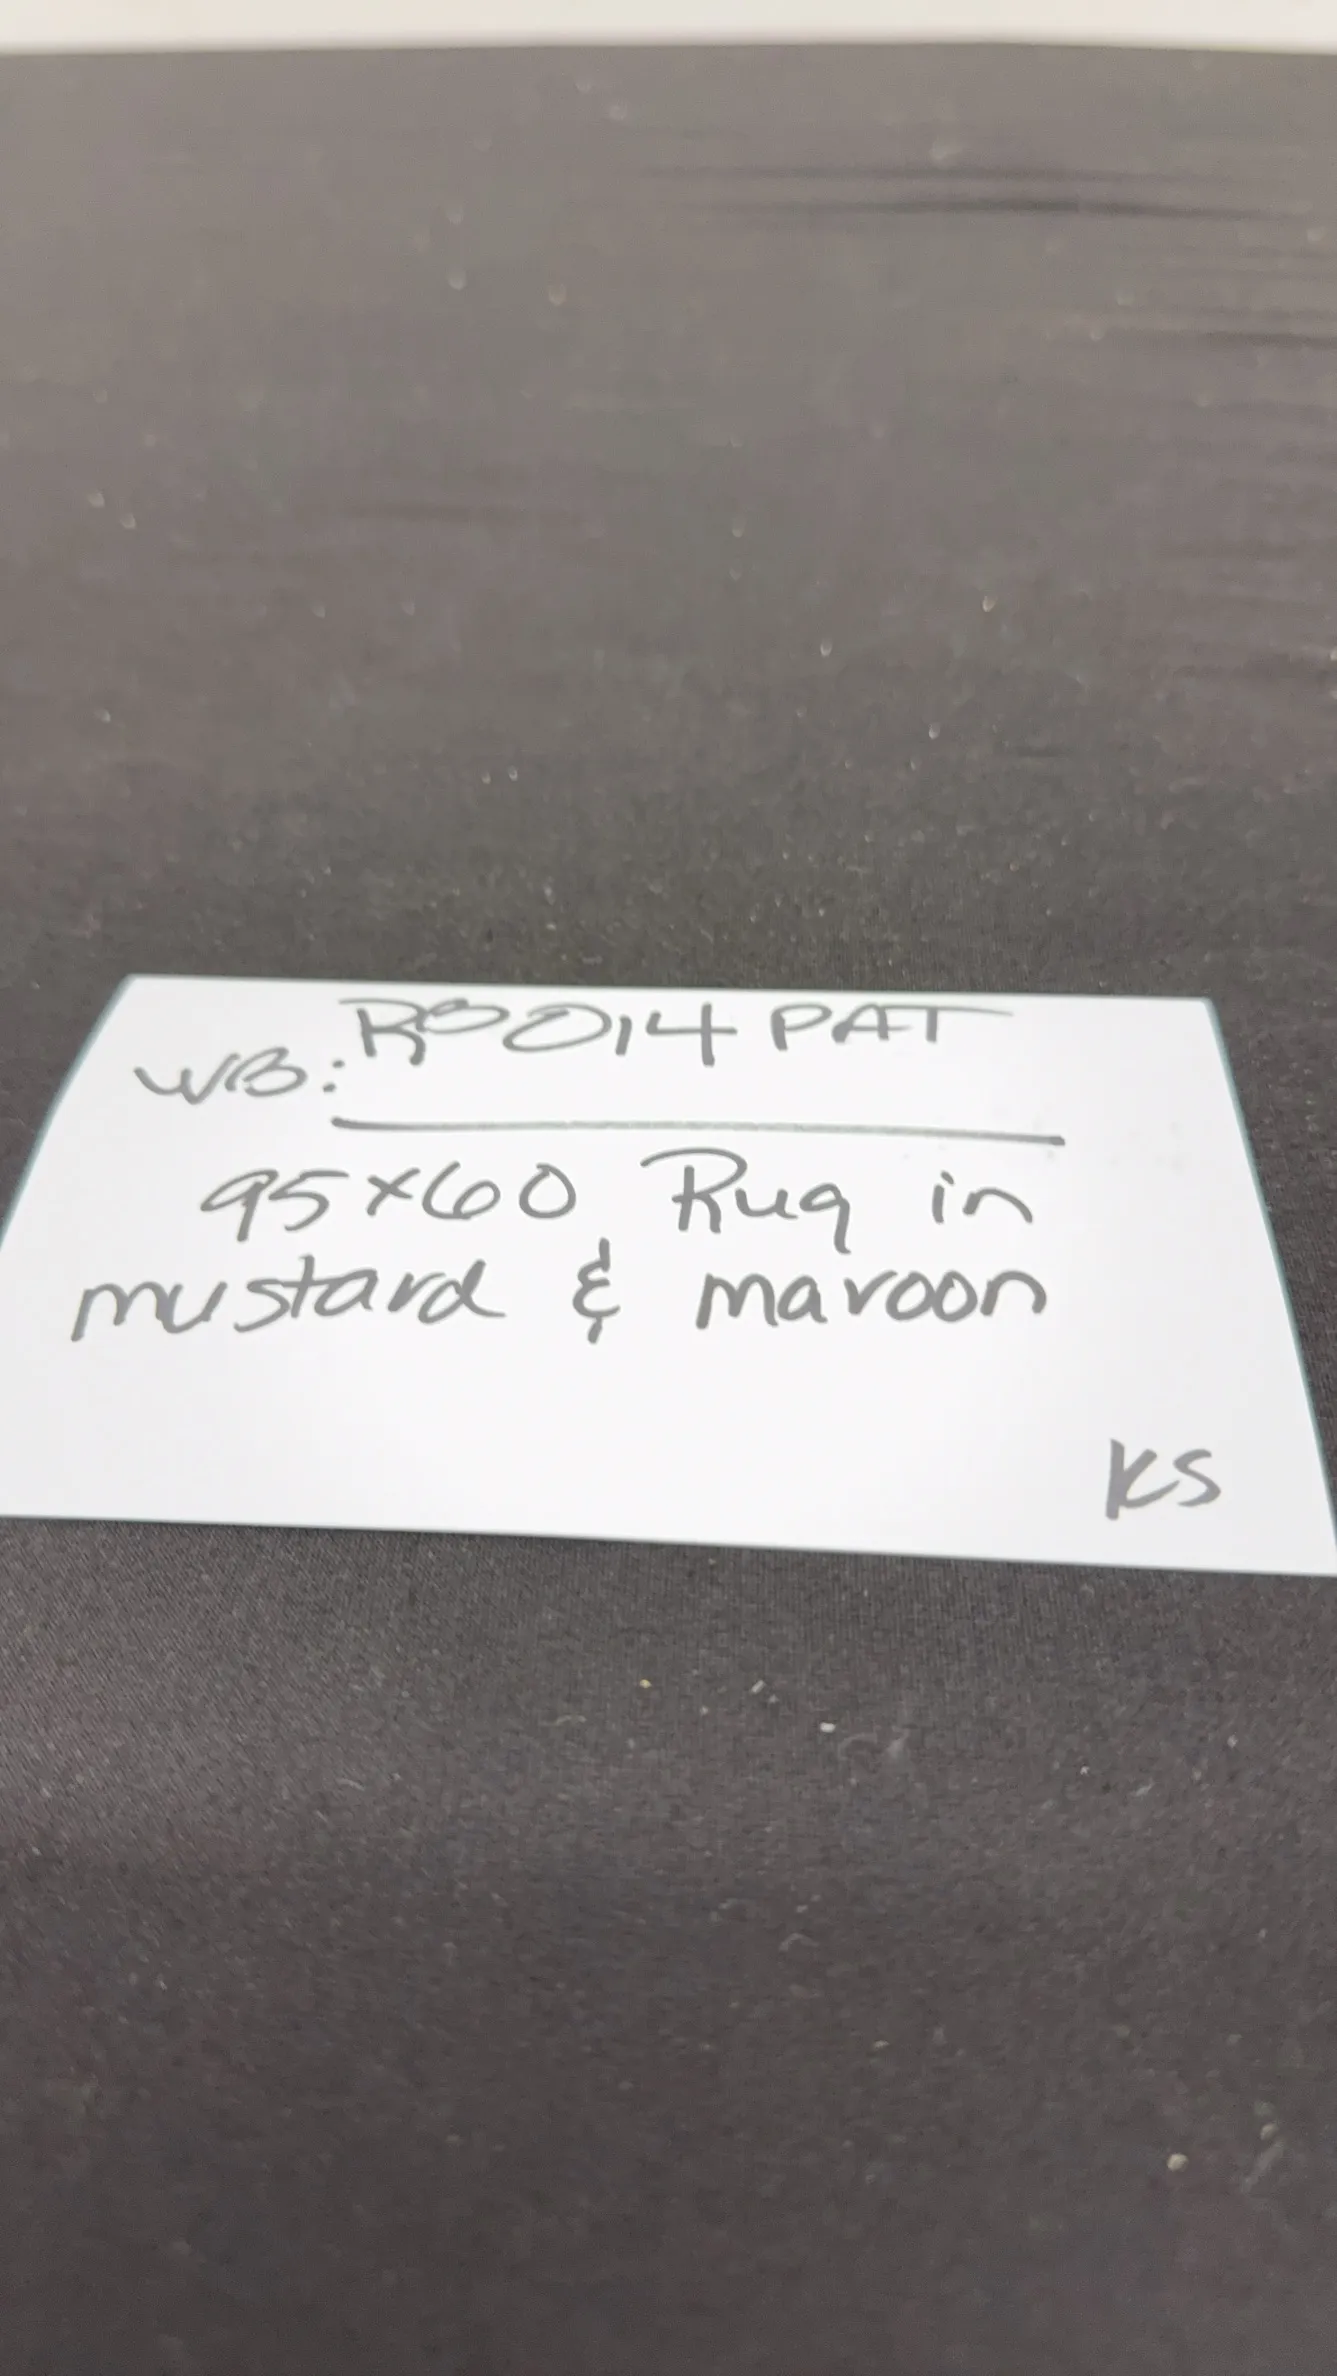 WB: R8014 PAT
95x60 Rug in
mustard & maroon
KS